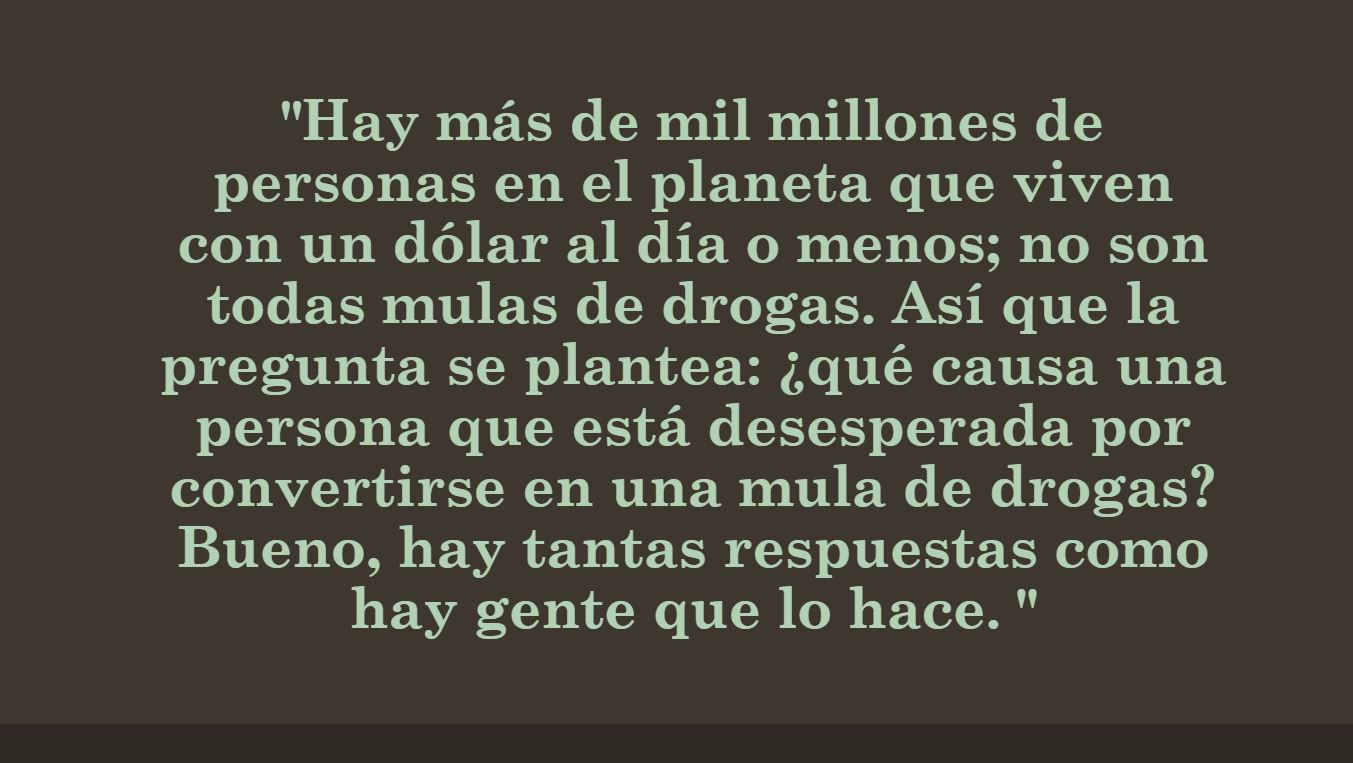 "Hay más de mil millones de
personas en el planeta que viven
con un dólar al día o menos; no son
todas mulas de drogas. Así que la
pregunta se plantea: ¿qué causa una
persona que está desesperada por
convertirse en una mula de drogas?
Bueno, hay tantas respuestas como
hay gente que lo hace. "